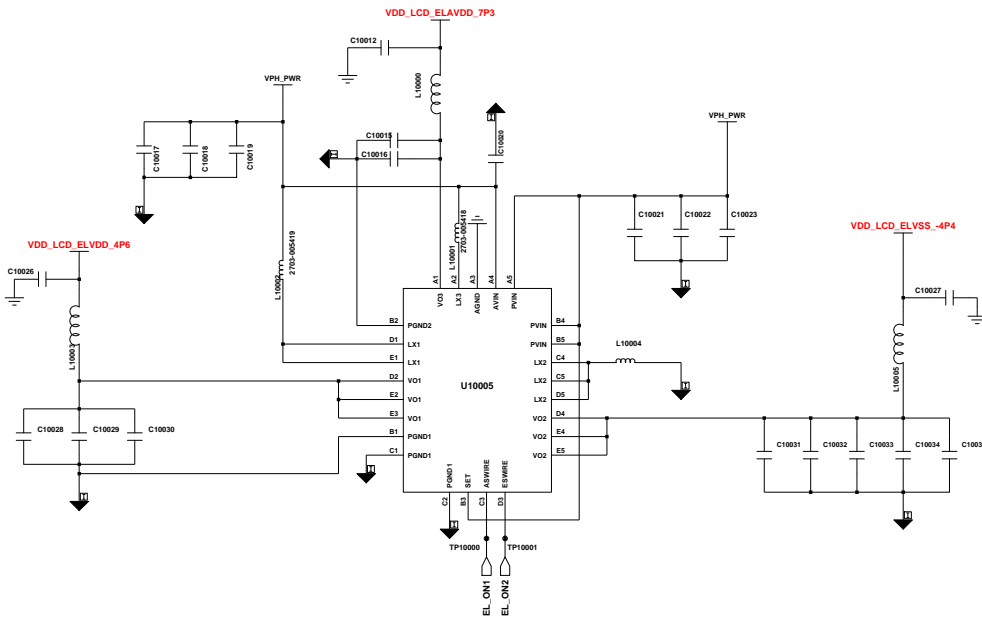 VDD_LCD_ELAVDD_7P3
C10012
L10000
VPH_PWR
C10017
C10018
C10019
C10015
C10016
C10020
VPH_PWR
C10021
C10022
C10023
VDD_LCD_ELVDD_4P6
C10026
L10003
L10002
2703-005419
L10001
2703-005418
VDD_LCD_ELVSS_-4P4
C10027
L10005
A1
A2
A3
A4
A5
VO3
LX3
AGND
AVIN
PVIN
B2
PGND2
D1
LX1
E1
LX1
D2
VO1
E2
VO1
E3
VO1
B1
PGND1
C1
PGND1
U10005
PVIN
B4
PVIN
B5
LX2
C4
LX2
C5
LX2
D5
VO2
D4
VO2
E4
VO2
E5
L10004
C10028
C10029
C10030
C10031
C10032
C10033
C10034
C1003
PGND1
SET
ASWIRE
ESWIRE
C2
B3
C3
D3
TP10000
TP10001
EL_ON1
EL_ON2